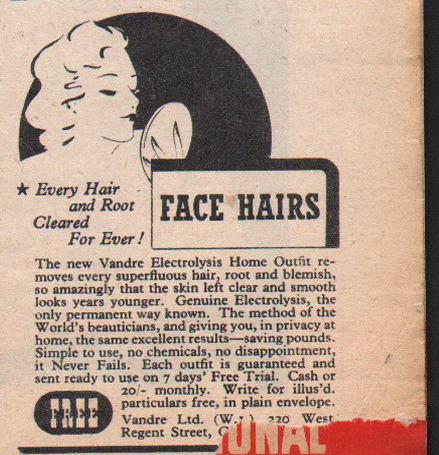 ★ Every Hair
and Root
Cleared
For Ever!
FACE HAIRS
The new Vandre Electrolysis Home Outfit re-
moves every superfluous hair, root and blemish,
so amazingly that the skin left clear and smooth
looks years younger. Genuine Electrolysis, the
only permanent way known. The method of the
World's beauticians, and giving you, in privacy at
home, the same excellent results—saving pounds.
Simple to use, no chemicals, no disappointment,
it Never Fails. Each outfit is guaranteed and
sent ready to use on 7 days' Free Trial. Cash or
20/- monthly. Write for illus'd.
particulars free, in plain envelope.
FREE
Vandre Ltd. (W.1.) 220 West
Regent Street,